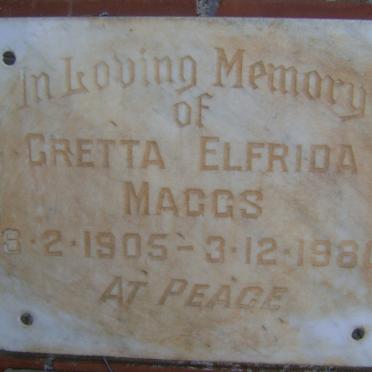 In Loving Memory
of
GRETTA ELFRIDA
MAGGS
8·2·1905-3·12·198
AT PEACE